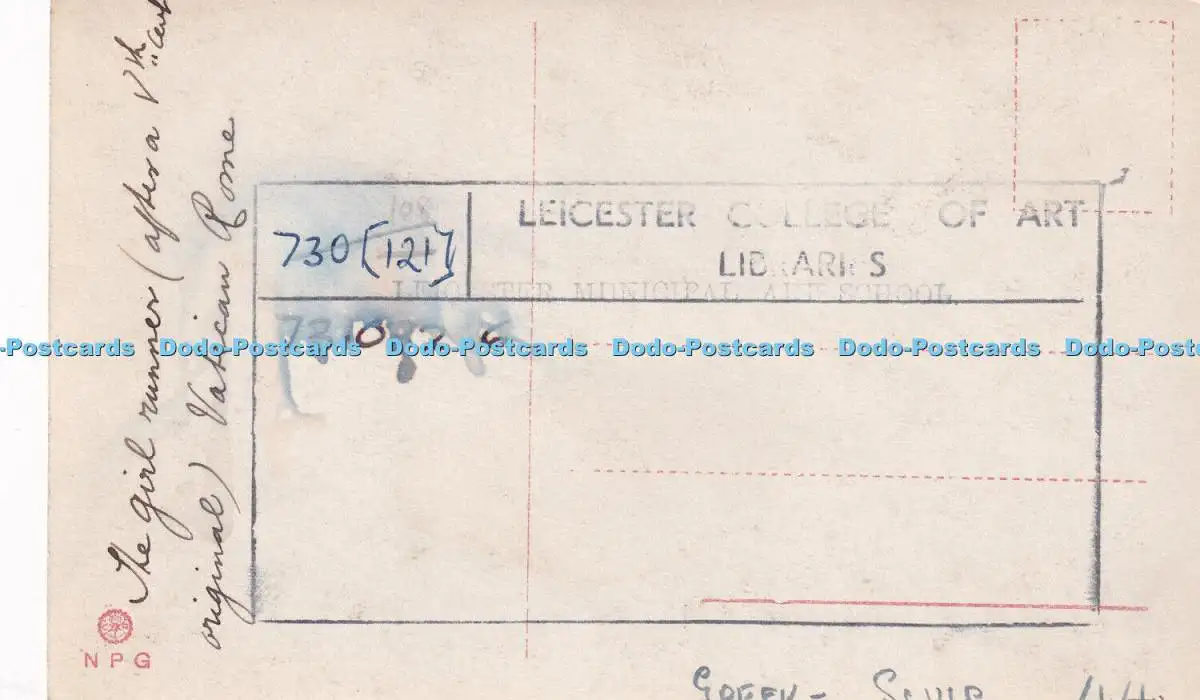 The girl runner (after a Vth cent
original) Vatican Rome
108
730 [121]
LEICESTER COLLEGE OF ART
LIBRARIES
LEICESTER MUNICIPAL ART SCHOOL
Dodo-Postcards Dodo-Postcards Dodo-Postcards Dodo-Postcards Dodo-Postcards Dodo-Postcards
NPG
GREEK - SCULP